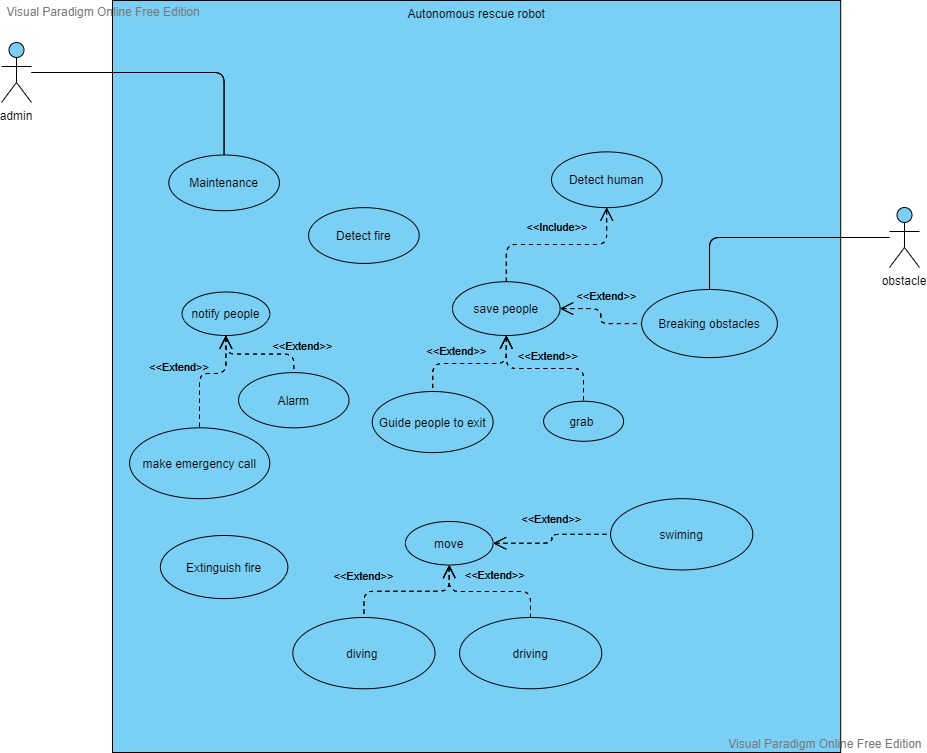 Visual Paradigm Online Free Edition
Autonomous rescue robot
admin
Maintenance
Detect human
Detect fire
<<Include>>
obstacle
notify people
save people
<<Extend>>
Breaking obstacles
<<Extend>>
<<Extend>>
<<Extend>>
<<Extend>>
Alarm
Guide people to exit
grab
make emergency call
<<Extend>>
swiming
move
Extinguish fire
<<Extend>>
<<Extend>>
diving
driving
Visual Paradigm Online Free Edition